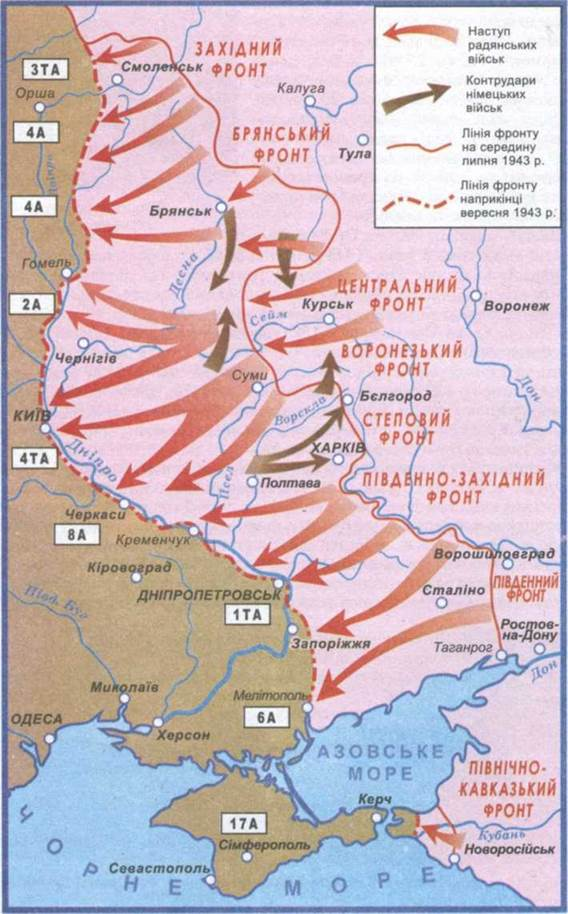 Наступ
радянських
військ
Контрудари
німецьких
військ
Лінія фронту
на середину
липня 1943 р.
Лінія фронту
наприкінці
вересня 1943 р.
ЗАХІДНИЙ
ФРОНТ
3ТА
Смоленськ
Орша
Калуга
4А
БРЯНСЬКИЙ
ФРОНТ
Тула
Дніпро
4А
Брянськ
Гомель
Десна
ЦЕНТРАЛЬНИЙ
ФРОНТ
2А
Курськ
Воронеж
Сейм
Чернігів
ВОРОНЕЗЬКИЙ
ФРОНТ
Суми
Дон
Бєлгород
Ворскла
СТЕПОВИЙ
ФРОНТ
КИЇВ
Дніпро
4ТА
ХАРКІВ
Псел
Полтава
ПІВДЕННО-ЗАХІДНИЙ
ФРОНТ
Черкаси
8А
Кременчук
Ворошиловград
Кіровоград
ПІВДЕННИЙ
ФРОНТ
Півд. Буг
ДНІПРОПЕТРОВСЬК
Сталіно
1ТА
Запоріжжя
Ростов-
на-Дону
Таганрог
Дон
Миколаїв
Мелітополь
6А
ОДЕСА
Херсон
АЗОВСЬКЕ
МОРЕ
ПІВНІЧНО-
КАВКАЗЬКИЙ
ФРОНТ
Керч
17А
Кубань
Сімферополь
Новоросійськ
Севастополь
ЧОРНЕ МОРЕ